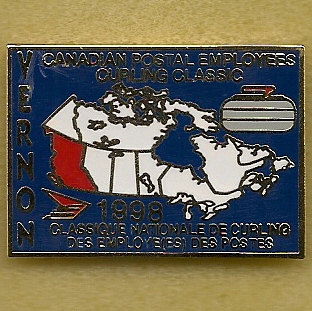 VERNON
CANADIAN POSTAL EMPLOYEES
CURLING CLASSIC
1998
CLASSIQUE NATIONALE DE CURLING
DES EMPLOYE(ES) DES POSTES